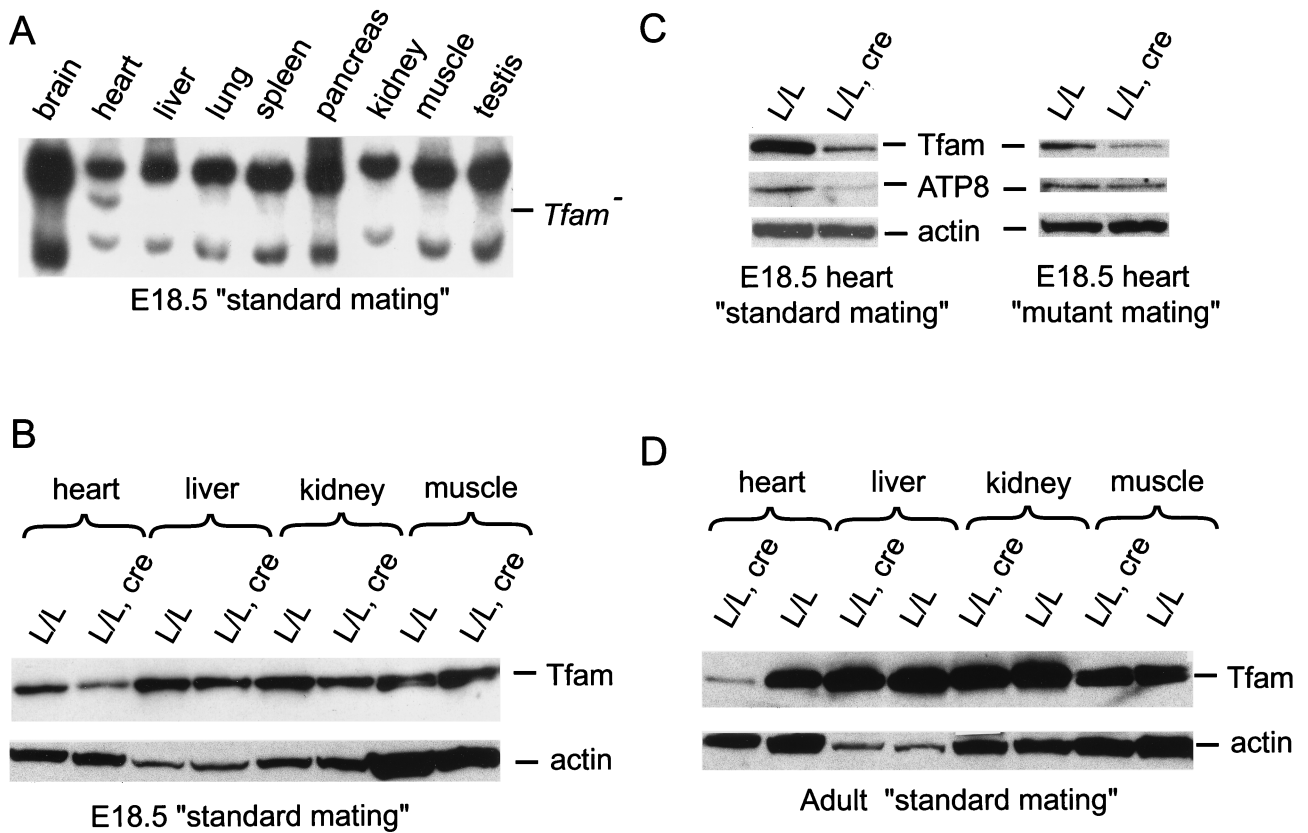 A
brain heart liver lung spleen pancreas kidney muscle testis
Tfam-
E18.5 "standard mating"
C
L/L L/L, cre L/L L/L, cre
Tfam
ATP8
actin
E18.5 heart "standard mating"
E18.5 heart "mutant mating"
B
heart liver kidney muscle
L/L L/L, cre L/L L/L, cre L/L L/L, cre L/L L/L, cre
Tfam
actin
E18.5 "standard mating"
D
heart liver kidney muscle
L/L, cre L/L L/L, cre L/L L/L, cre L/L L/L, cre L/L
Tfam
actin
Adult "standard mating"